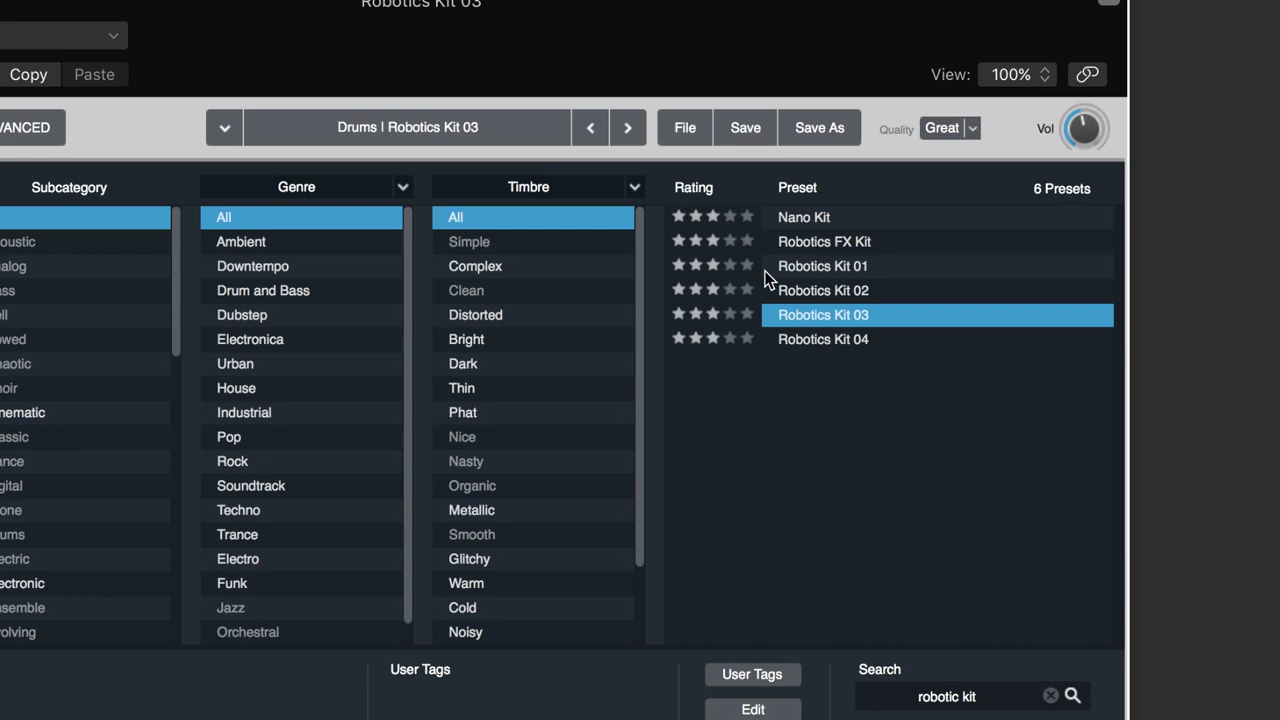 Robotics Kit 03
Copy Paste View: 100%
VANCED Drums | Robotics Kit 03 File Save Save As Quality Great Vol
Subcategory Genre Timbre Rating Preset 6 Presets
All All Nano Kit
oustic Ambient Simple Robotics FX Kit
alog Downtempo Complex Robotics Kit 01
ass Drum and Bass Clean Robotics Kit 02
ell Dubstep Distorted Robotics Kit 03
owed Electronica Bright Robotics Kit 04
haotic Urban Dark
hoir House Thin
nematic Industrial Phat
assic Pop Nice
ance Rock Nasty
gital Soundtrack Organic
one Techno Metallic
ums Trance Smooth
ectric Electro Glitchy
ectronic Funk Warm
nsemble Jazz Cold
volving Orchestral Noisy
User Tags User Tags Search
Edit robotic kit